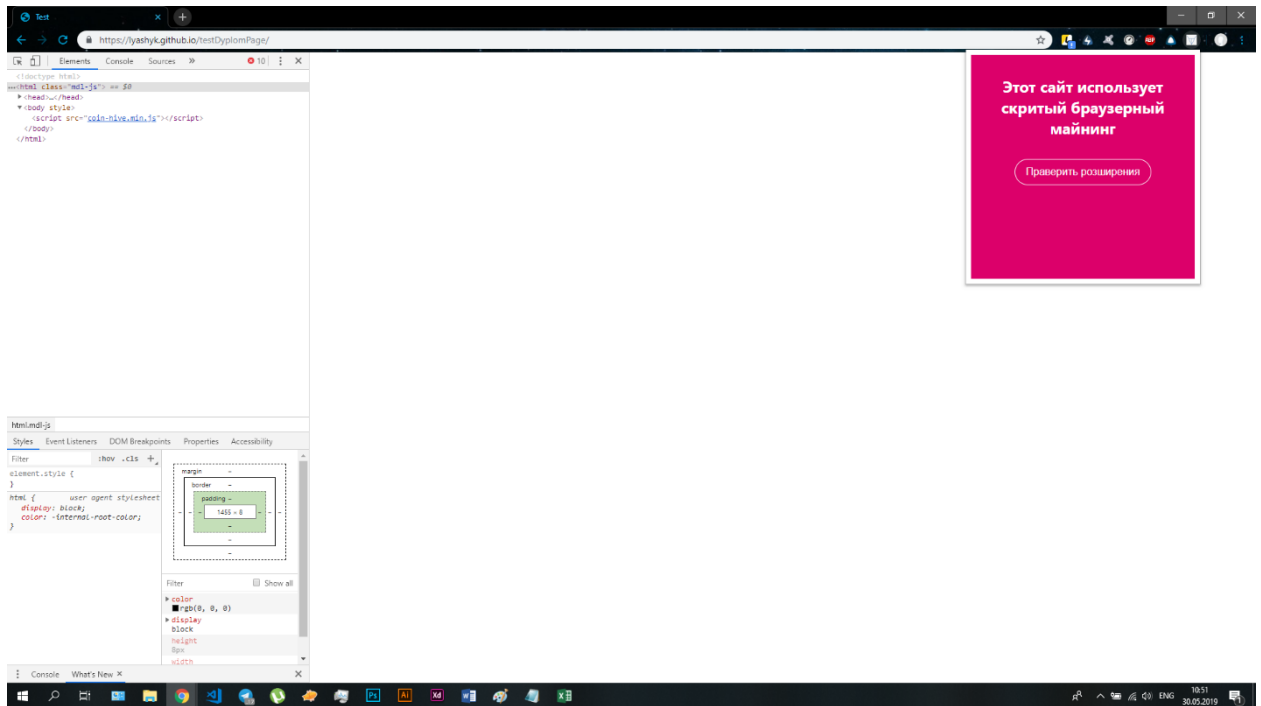 Test
https://lyashyk.github.io/testDyplomPage/
Elements Console Sources » 10
<!doctype html>
...<html class="mdl-js"> == $0
<head>…</head>
<body style>
<script src="coin-hive.min.js"></script>
</body>
</html>
Этот сайт использует
скритый браузерный
майнинг
Праверить розширения
html.mdl-js
Styles Event Listeners DOM Breakpoints Properties Accessibility
Filter :hov .cls +
element.style {
}
html { user agent stylesheet
display: block;
color: -internal-root-color;
}
margin -
border -
padding -
- - - 1455 × 8 - - -
-
-
-
Filter Show all
color
rgb(0, 0, 0)
display
block
height
8px
width
Console What's New ×
Ps Ai Xd
ENG 10:51
30.05.2019